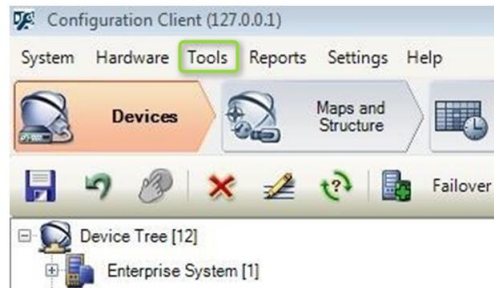 Configuration Client (127.0.0.1)
System Hardware Tools Reports Settings Help
Devices
Maps and
Structure
Failover
Device Tree [12]
Enterprise System [1]